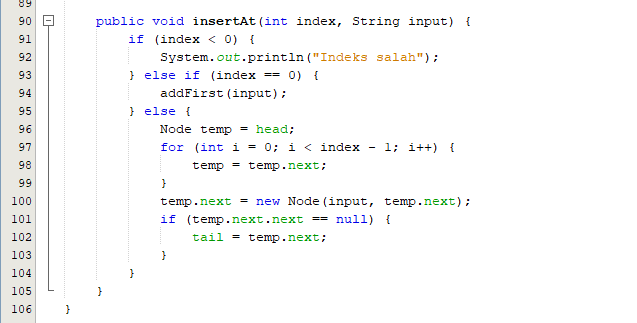 89
90 public void insertAt(int index, String input) {
91 if (index < 0) {
92 System.out.println("Indeks salah");
93 } else if (index == 0) {
94 addFirst(input);
95 } else {
96 Node temp = head;
97 for (int i = 0; i < index - 1; i++) {
98 temp = temp.next;
99 }
100 temp.next = new Node(input, temp.next);
101 if (temp.next.next == null) {
102 tail = temp.next;
103 }
104 }
105 }
106 }